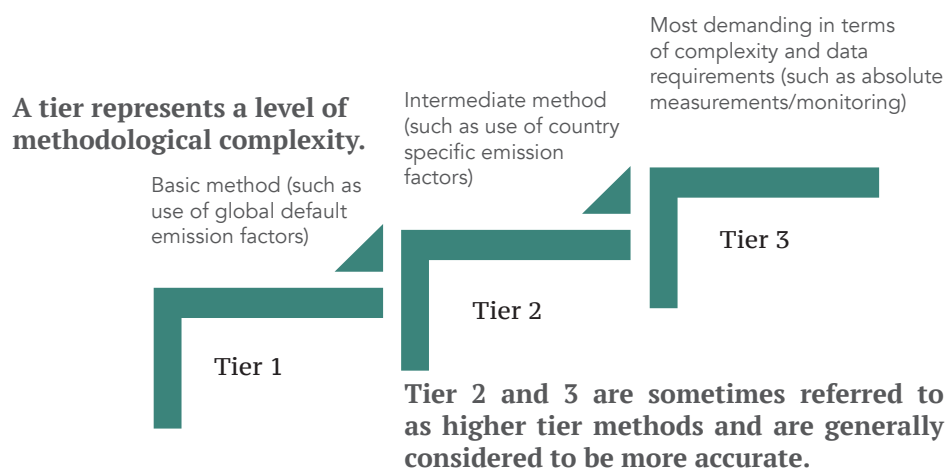 A tier represents a level of
methodological complexity.
Basic method (such as
use of global default
emission factors)
Tier 1
Intermediate method
(such as use of country
specific emission
factors)
Tier 2
Most demanding in terms
of complexity and data
requirements (such as absolute
measurements/monitoring)
Tier 3
Tier 2 and 3 are sometimes referred to
as higher tier methods and are generally
considered to be more accurate.